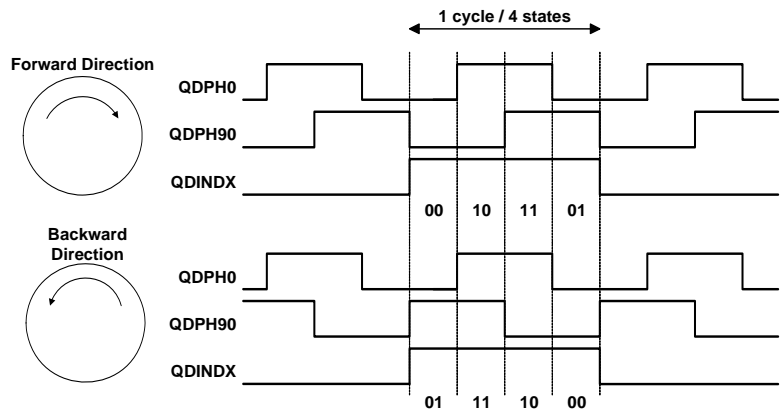 1 cycle / 4 states
Forward Direction
QDPH0
QDPH90
QDINDX
00 10 11 01
Backward
Direction
QDPH0
QDPH90
QDINDX
01 11 10 00